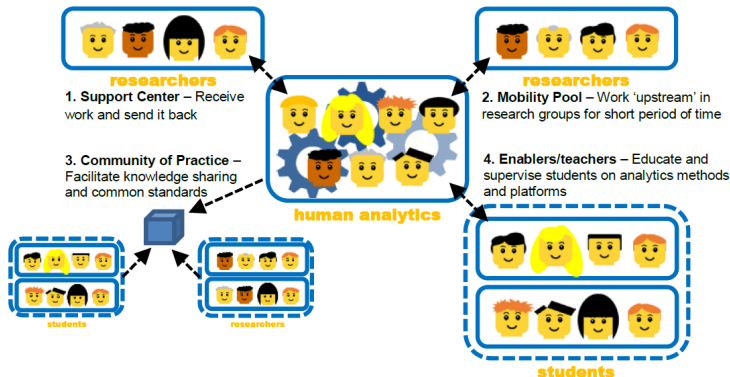 researchers
1. Support Center – Receive
work and send it back
researchers
2. Mobility Pool – Work ‘upstream’ in
research groups for short period of time
3. Community of Practice –
Facilitate knowledge sharing
and common standards
4. Enablers/teachers – Educate and
supervise students on analytics methods
and platforms
human analytics
students
researchers
students